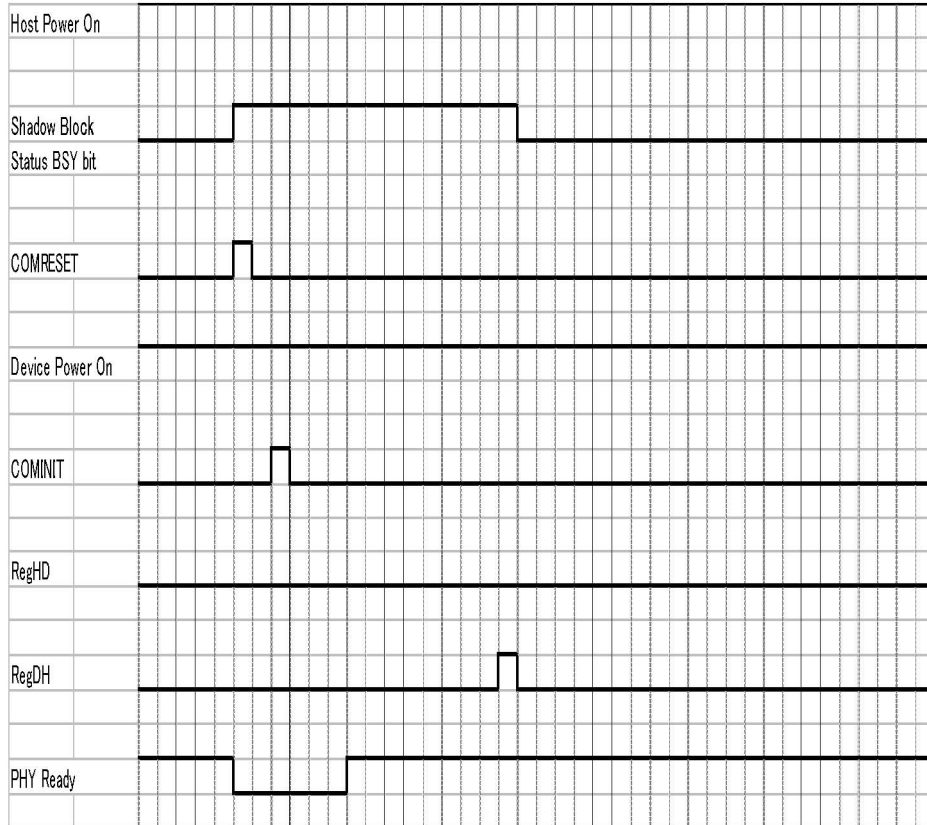 Host Power On
Shadow Block
Status BSY bit
COMRESET
Device Power On
COMINIT
RegHD
RegDH
PHY Ready